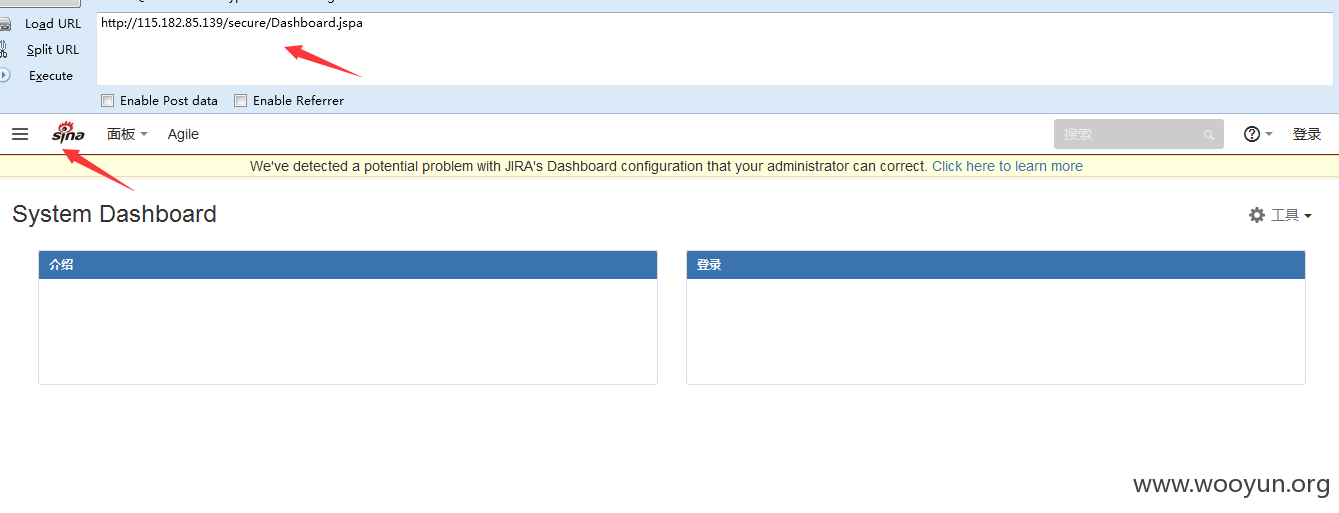 Load URL
http://115.182.85.139/secure/Dashboard.jspa
Split URL
Execute
Enable Post data Enable Referrer
sina 面板 Agile 搜索 登录
We've detected a potential problem with JIRA's Dashboard configuration that your administrator can correct. Click here to learn more
System Dashboard 工具
介绍 登录
www.wooyun.org